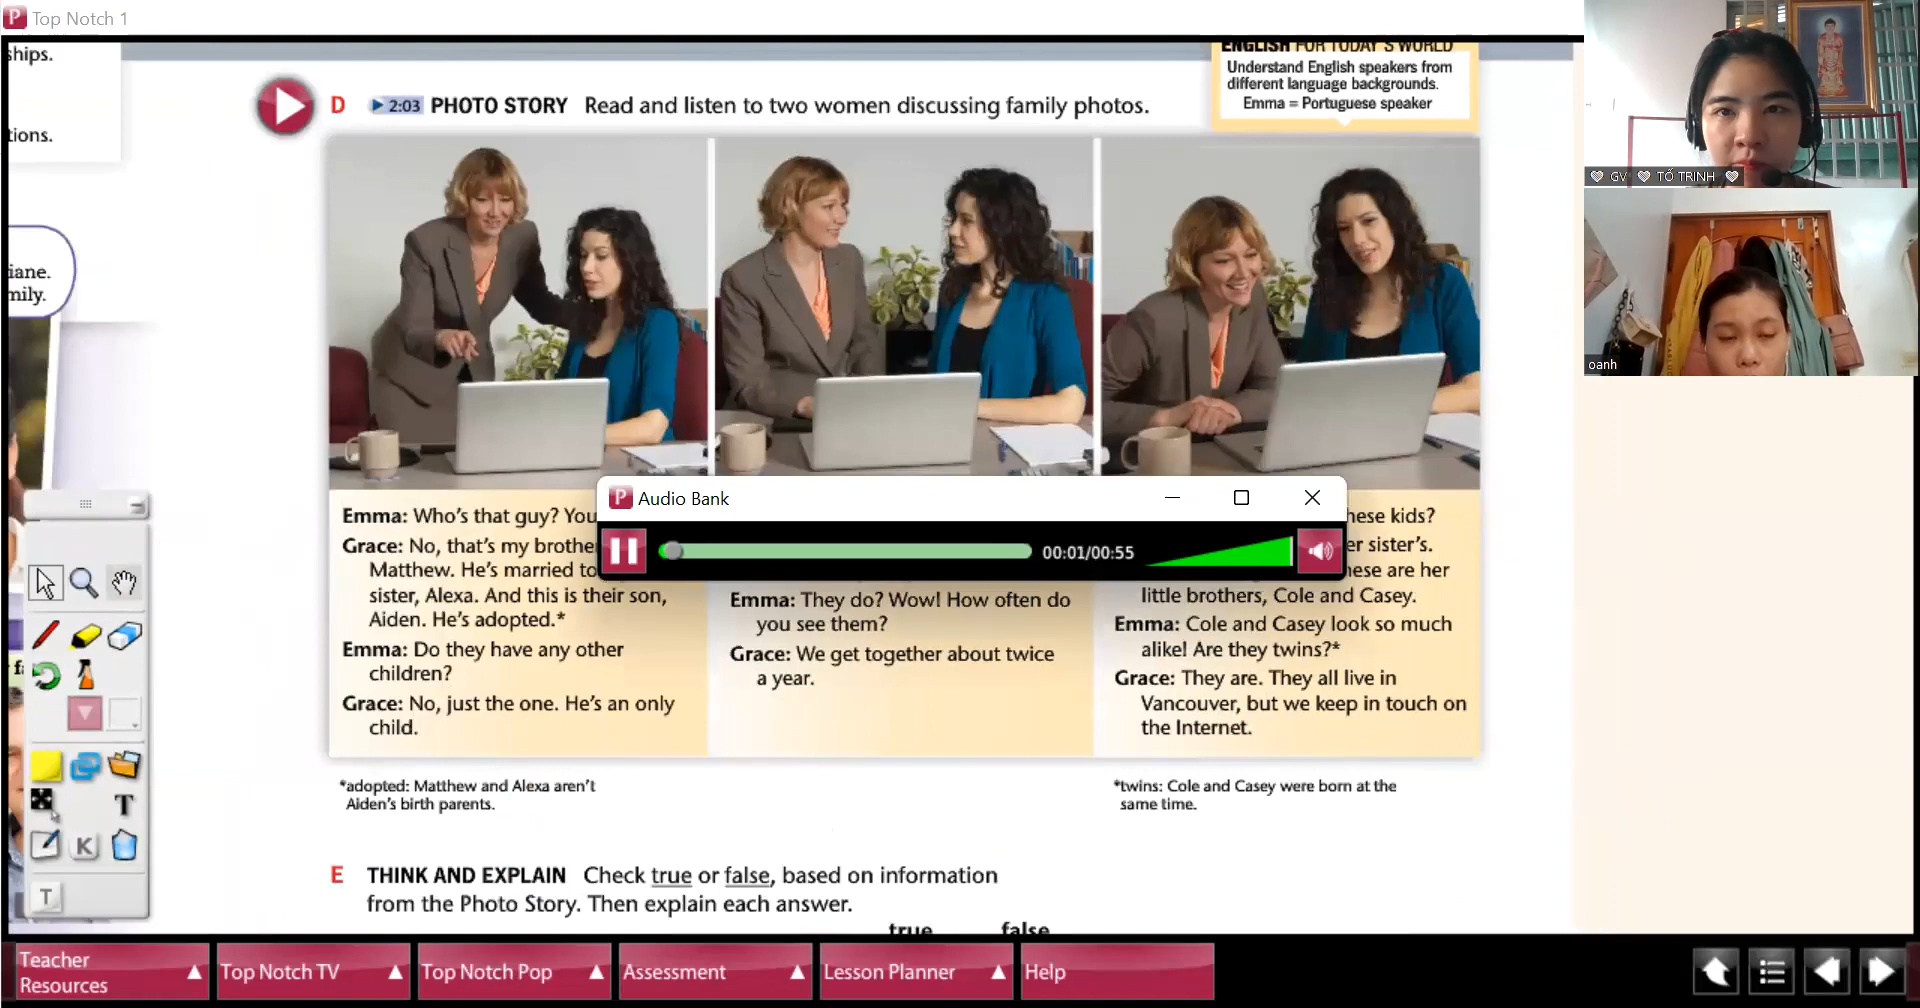 Top Notch 1
ships.
tions.
iane.
mily.
D 2:03 PHOTO STORY Read and listen to two women discussing family photos.
ENGLISH FOR TODAY'S WORLD
Understand English speakers from
different language backgrounds.
Emma = Portuguese speaker
Emma: Who's that guy? You
Grace: No, that's my brothe
Matthew. He's married to
sister, Alexa. And this is their son,
Aiden. He's adopted.*
Emma: Do they have any other
children?
Grace: No, just the one. He's an only
child.
*adopted: Matthew and Alexa aren't
Aiden's birth parents.
Audio Bank
00:01/00:55
Emma: They do? Wow! How often do
you see them?
Grace: We get together about twice
a year.
hese kids?
er sister's.
hese are her
little brothers, Cole and Casey.
Emma: Cole and Casey look so much
alike! Are they twins?*
Grace: They are. They all live in
Vancouver, but we keep in touch on
the Internet.
*twins: Cole and Casey were born at the
same time.
E THINK AND EXPLAIN Check true or false, based on information
from the Photo Story. Then explain each answer.
true false
GV TỐ TRINH
oanh
T
K
T
Teacher
Resources
Top Notch TV
Top Notch Pop
Assessment
Lesson Planner
Help